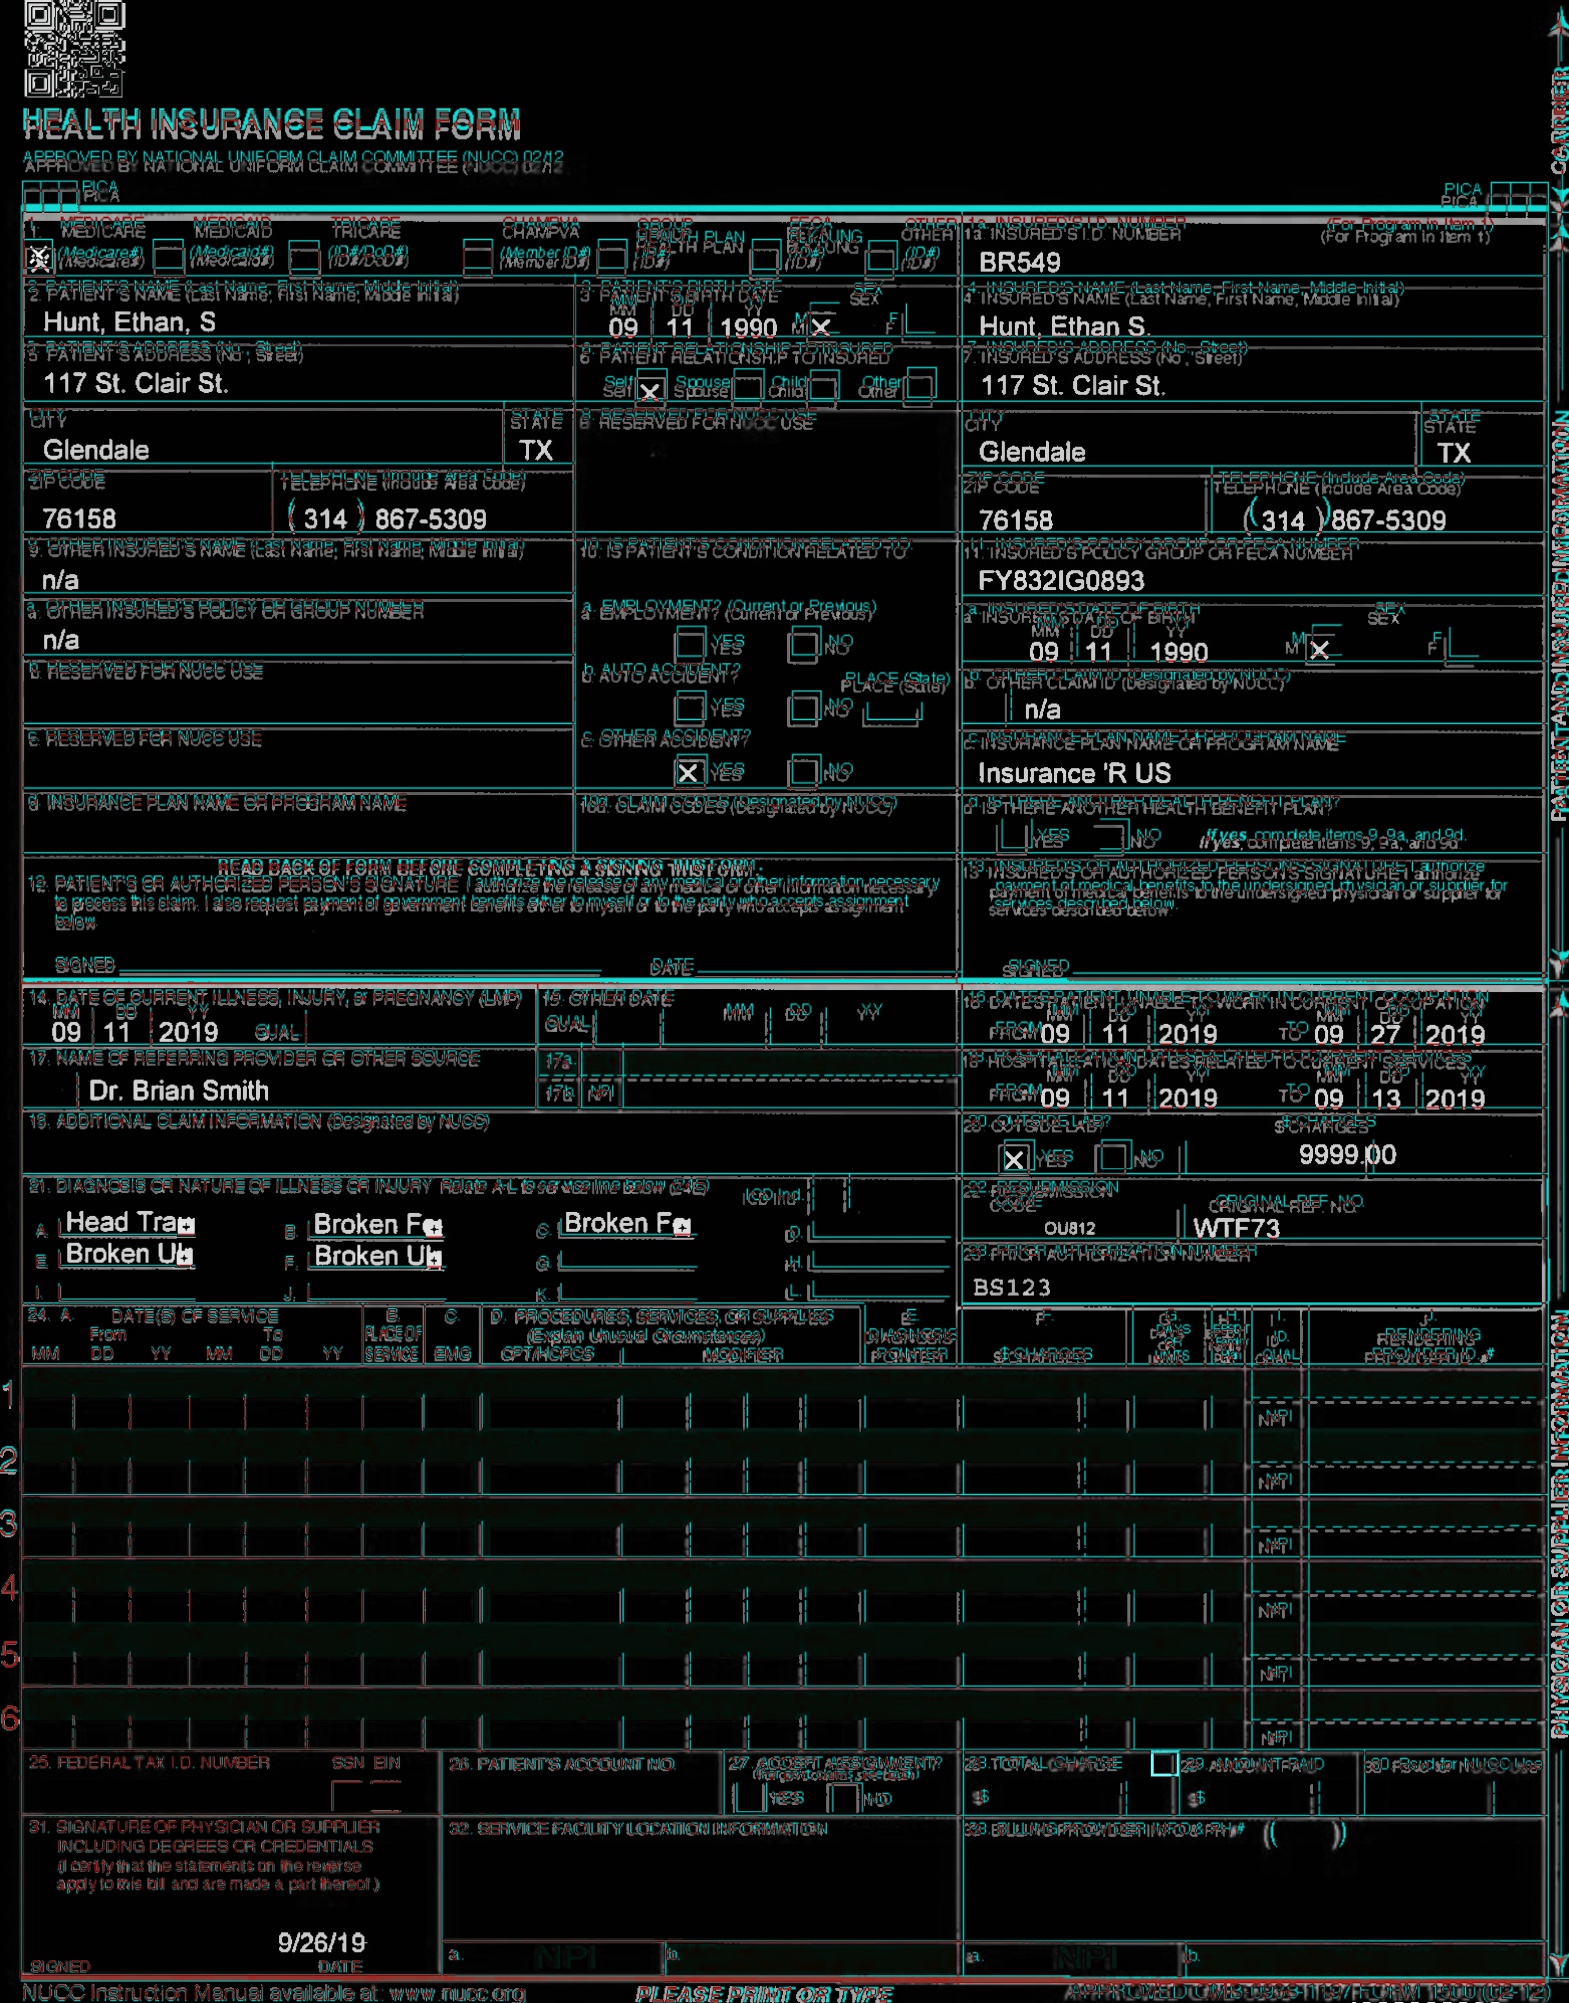 HEALTH INSURANCE CLAIM FORM
APPROVED BY NATIONAL UNIFORM CLAIM COMMITTEE (NUCC) 02/12
PICA PICA
1. MEDICARE MEDICAID TRICARE CHAMPVA GROUP HEALTH PLAN FECA OTHER
(Medicare#) (Medicaid#) (ID#/DoD#) (Member ID#) (ID#) (ID#) (ID#)
1a. INSURED'S I.D. NUMBER (For Program in Item 1)
BR549
2. PATIENT'S NAME (Last Name, First Name, Middle Initial)
Hunt, Ethan, S
3. PATIENT'S BIRTH DATE SEX
MM DD YY
09 11 1990 M X F
4. INSURED'S NAME (Last Name, First Name, Middle Initial)
Hunt, Ethan S.
5. PATIENT'S ADDRESS (No., Street)
117 St. Clair St.
6. PATIENT RELATIONSHIP TO INSURED
Self X Spouse Child Other
7. INSURED'S ADDRESS (No., Street)
117 St. Clair St.
CITY STATE
Glendale TX
8. RESERVED FOR NUCC USE
CITY STATE
Glendale TX
ZIP CODE TELEPHONE (Include Area Code)
76158 (314) 867-5309
ZIP CODE TELEPHONE (Include Area Code)
76158 (314) 867-5309
9. OTHER INSURED'S NAME (Last Name, First Name, Middle Initial)
n/a
10. IS PATIENT'S CONDITION RELATED TO:
11. INSURED'S POLICY GROUP OR FECA NUMBER
FY832IG0893
a. OTHER INSURED'S POLICY OR GROUP NUMBER
n/a
a. EMPLOYMENT? (Current or Previous)
YES NO
a. INSURED'S DATE OF BIRTH SEX
MM DD YY
09 11 1990 M X F
b. RESERVED FOR NUCC USE
b. AUTO ACCIDENT? PLACE (State)
YES NO
b. OTHER CLAIM ID (Designated by NUCC)
n/a
c. RESERVED FOR NUCC USE
c. OTHER ACCIDENT?
X YES NO
c. INSURANCE PLAN NAME OR PROGRAM NAME
Insurance 'R US
d. INSURANCE PLAN NAME OR PROGRAM NAME
10d. CLAIM CODES (Designated by NUCC)
d. IS THERE ANOTHER HEALTH BENEFIT PLAN?
YES NO If yes, complete items 9, 9a, and 9d.
READ BACK OF FORM BEFORE COMPLETING & SIGNING THIS FORM.
12. PATIENT'S OR AUTHORIZED PERSON'S SIGNATURE I authorize the release of any medical or other information necessary
to process this claim. I also request payment of government benefits either to myself or to the party who accepts assignment
below.
SIGNED DATE
13. INSURED'S OR AUTHORIZED PERSON'S SIGNATURE I authorize
payment of medical benefits to the undersigned physician or supplier for
services described below.
SIGNED
14. DATE OF CURRENT ILLNESS, INJURY, or PREGNANCY (LMP)
MM DD YY
09 11 2019 QUAL.
15. OTHER DATE
QUAL. MM DD YY
16. DATES PATIENT UNABLE TO WORK IN CURRENT OCCUPATION
MM DD YY MM DD YY
FROM 09 11 2019 TO 09 27 2019
17. NAME OF REFERRING PROVIDER OR OTHER SOURCE
Dr. Brian Smith
17a.
17b. NPI
18. HOSPITALIZATION DATES RELATED TO CURRENT SERVICES
MM DD YY MM DD YY
FROM 09 11 2019 TO 09 13 2019
19. ADDITIONAL CLAIM INFORMATION (Designated by NUCC)
20. OUTSIDE LAB? $ CHARGES
X YES NO 9999.00
21. DIAGNOSIS OR NATURE OF ILLNESS OR INJURY Relate A-L to service line below (24E) ICD Ind.
A. Head Tra B. Broken Fe C. Broken Fe D.
E. Broken Ul F. Broken Ul G. H.
I. J. K. L.
22. RESUBMISSION
CODE ORIGINAL REF. NO.
OU812 WTF73
23. PRIOR AUTHORIZATION NUMBER
BS123
24. A. DATE(S) OF SERVICE B. C. D. PROCEDURES, SERVICES, OR SUPPLIES E. F. G. H. I. J.
From To PLACE OF (Explain Unusual Circumstances) DIAGNOSIS DAYS OR UNITS ID. RENDERING
MM DD YY MM DD YY SERVICE EMG CPT/HCPCS MODIFIER POINTER $ CHARGES QUAL. PROVIDER ID. #
1 NPI
2 NPI
3 NPI
4 NPI
5 NPI
6 NPI
25. FEDERAL TAX I.D. NUMBER SSN EIN
26. PATIENT'S ACCOUNT NO.
27. ACCEPT ASSIGNMENT?
YES NO
28. TOTAL CHARGE
$
29. AMOUNT PAID
$
30. Rsvd for NUCC Use
31. SIGNATURE OF PHYSICIAN OR SUPPLIER
INCLUDING DEGREES OR CREDENTIALS
(I certify that the statements on the reverse
apply to this bill and are made a part thereof.)
9/26/19
SIGNED DATE
32. SERVICE FACILITY LOCATION INFORMATION
a. NPI b.
33. BILLING PROVIDER INFO & PH # ( )
a. NPI b.
NUCC Instruction Manual available at: www.nucc.org
PLEASE PRINT OR TYPE
APPROVED OMB-0938-1197 FORM 1500 (02-12)
CARRIER
PATIENT AND INSURED INFORMATION
PHYSICIAN OR SUPPLIER INFORMATION